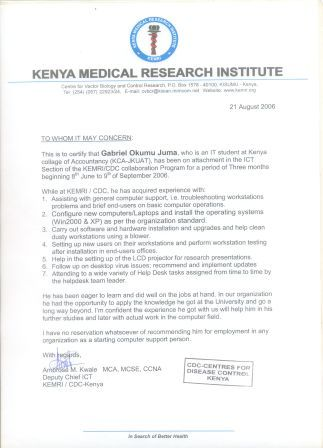 KENYA MEDICAL RESEARCH INSTITUTE
Centre for Vector Biology and Control Research, P.O. Box 1578 - 40100, KISUMU - Kenya,
Tel: (254) (057) 22923/24, E-mail: Website: www.kemri.org
21 August 2006
TO WHOM IT MAY CONCERN:
This is to certify that Gabriel Okumu Juma, who is an IT student at Kenya
collage of Accountancy (KCA-JKUAT), has been on attachment in the ICT
Section of the KEMRI/CDC collaboration Program for a period of Three months
beginning 8th June to 9th of September 2006.
While at KEMRI / CDC, he has acquired experience with:
1. Assisting with general computer support, i.e. troubleshooting workstations
problems and brief end-users on basic computer operations.
2. Configure new computers/Laptops and install the operating systems
(Win2000 & XP) as per the organization standard.
3. Carry out software and hardware installation and upgrades and help clean
dusty workstations using a blower.
4. Setting up new users on their workstations and perform workstation testing
after installation in end-users offices.
5. Help in the setting of the LCD projector for research presentations.
6. Follow up on desktop virus issues; recommend and implement updates
7. Attending to a wide variety of Help Desk tasks assigned from time to time by
the helpdesk team leader.
He has been eager to learn and did well on the jobs at hand. In our organization
he had the opportunity to apply the knowledge he got at the University and go a
long way beyond. I'm confident the experience he got with us will help him in his
further studies and later with actual work in the computer field.
I have no reservation whatsoever of recommending him for employment in any
organization as a starting computer support person.
With regards,
Ambrose M. Kwale MCA, MCSE, CCNA
Deputy Chief ICT
KEMRI / CDC-Kenya
CDC-CENTRES FOR
DISEASE CONTROL
KENYA
In Search of Better Health